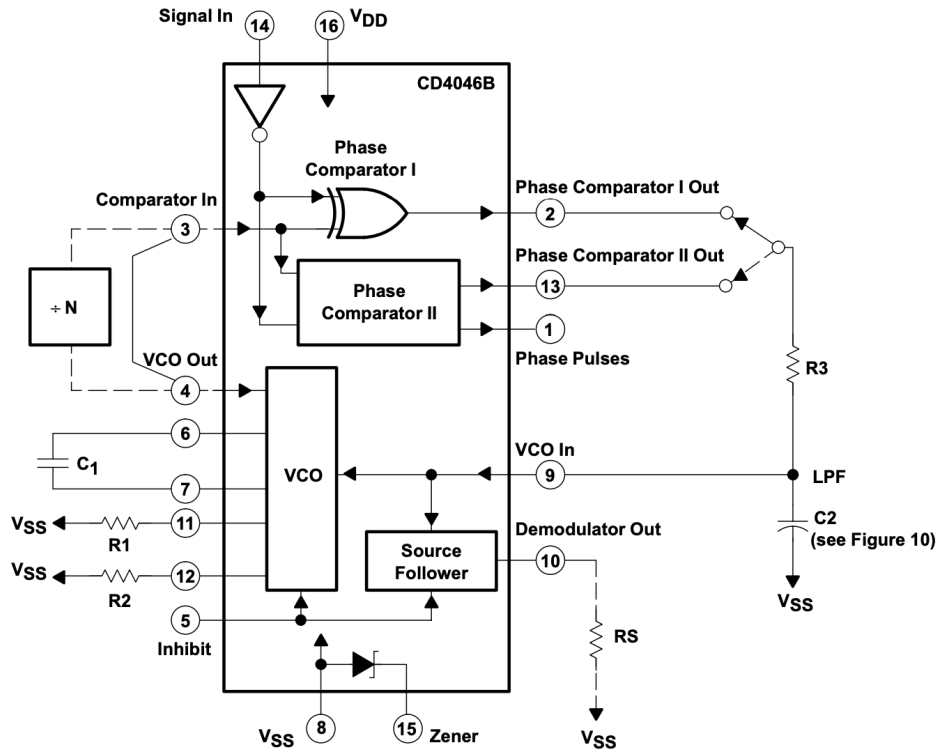 Signal In
14
16
VDD
CD4046B
Phase
Comparator I
Comparator In
3
Phase Comparator I Out
2
Phase Comparator II Out
13
Phase
Comparator II
÷ N
1
Phase Pulses
VCO Out
4
R3
6
C1
7
VCO
VCO In
9
LPF
VSS
R1
11
C2
(see Figure 10)
Demodulator Out
10
Source
Follower
VSS
R2
12
VSS
5
Inhibit
RS
VSS
8
15
Zener
VSS